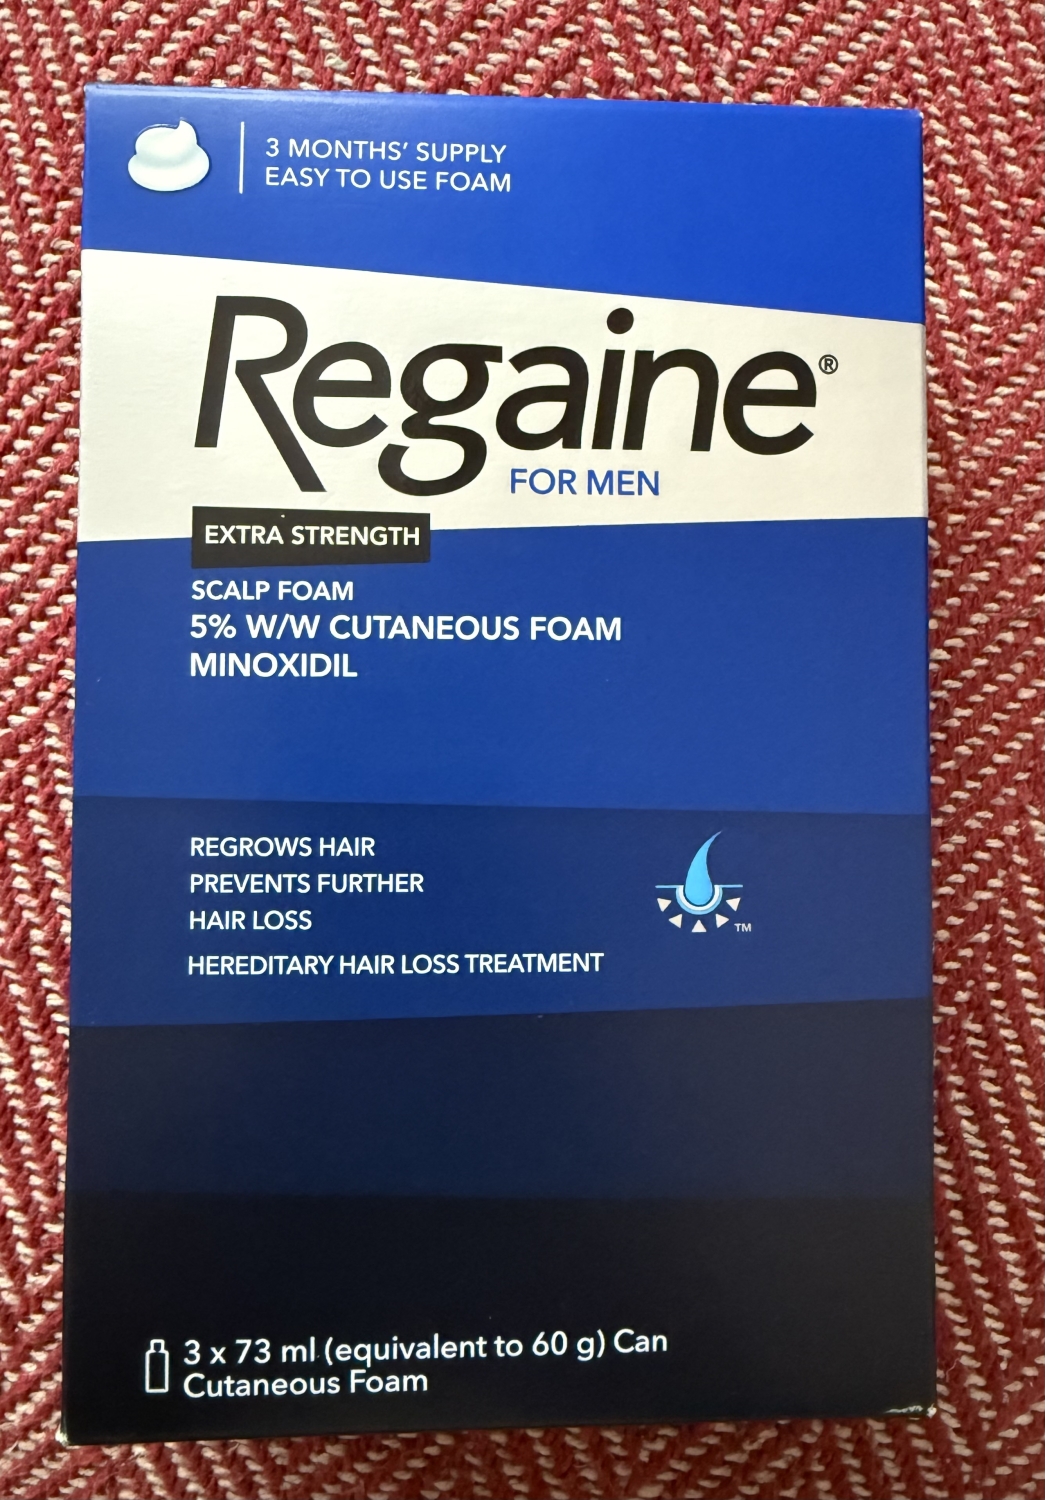 3 MONTHS’ SUPPLY
EASY TO USE FOAM
Regaine®
FOR MEN
EXTRA STRENGTH
SCALP FOAM
5% W/W CUTANEOUS FOAM
MINOXIDIL
REGROWS HAIR
PREVENTS FURTHER
HAIR LOSS
TM
HEREDITARY HAIR LOSS TREATMENT
3 x 73 ml (equivalent to 60 g) Can
Cutaneous Foam